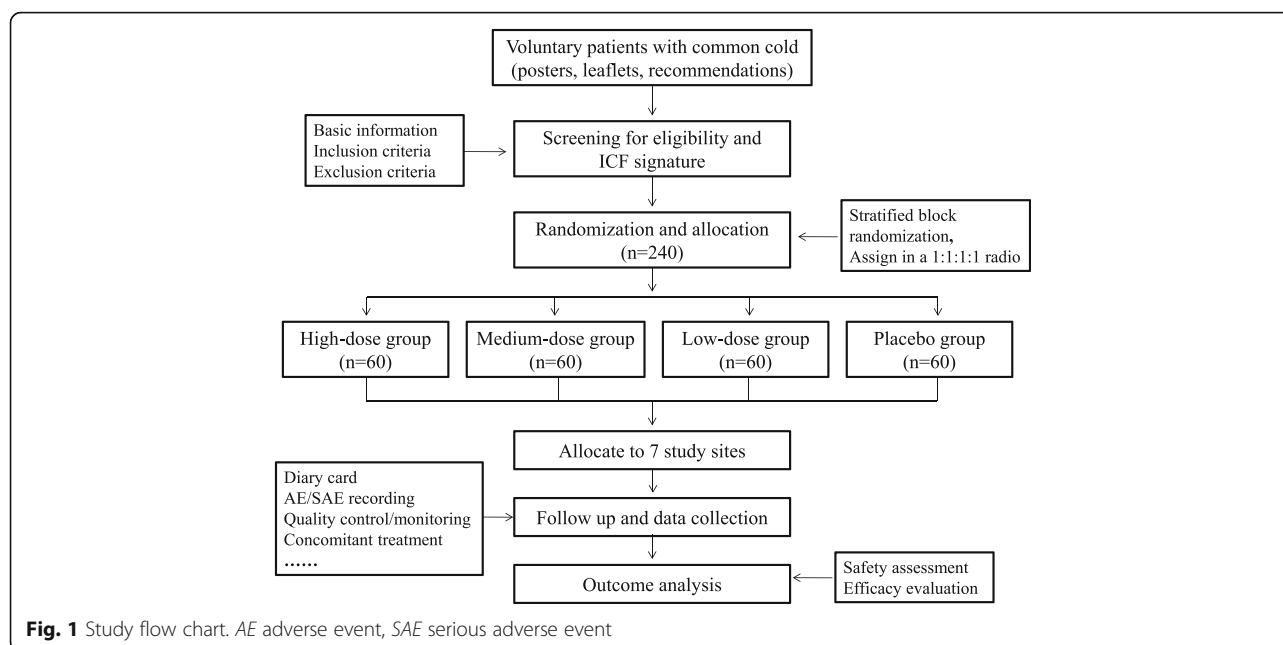 Voluntary patients with common cold
(posters, leaflets, recommendations)
Basic information
Inclusion criteria
Exclusion criteria
Screening for eligibility and
ICF signature
Randomization and allocation
(n=240)
Stratified block
randomization,
Assign in a 1:1:1:1 radio
High-dose group
(n=60)
Medium-dose group
(n=60)
Low-dose group
(n=60)
Placebo group
(n=60)
Allocate to 7 study sites
Diary card
AE/SAE recording
Quality control/monitoring
Concomitant treatment
......
Follow up and data collection
Outcome analysis
Safety assessment
Efficacy evaluation
Fig. 1 Study flow chart. AE adverse event, SAE serious adverse event